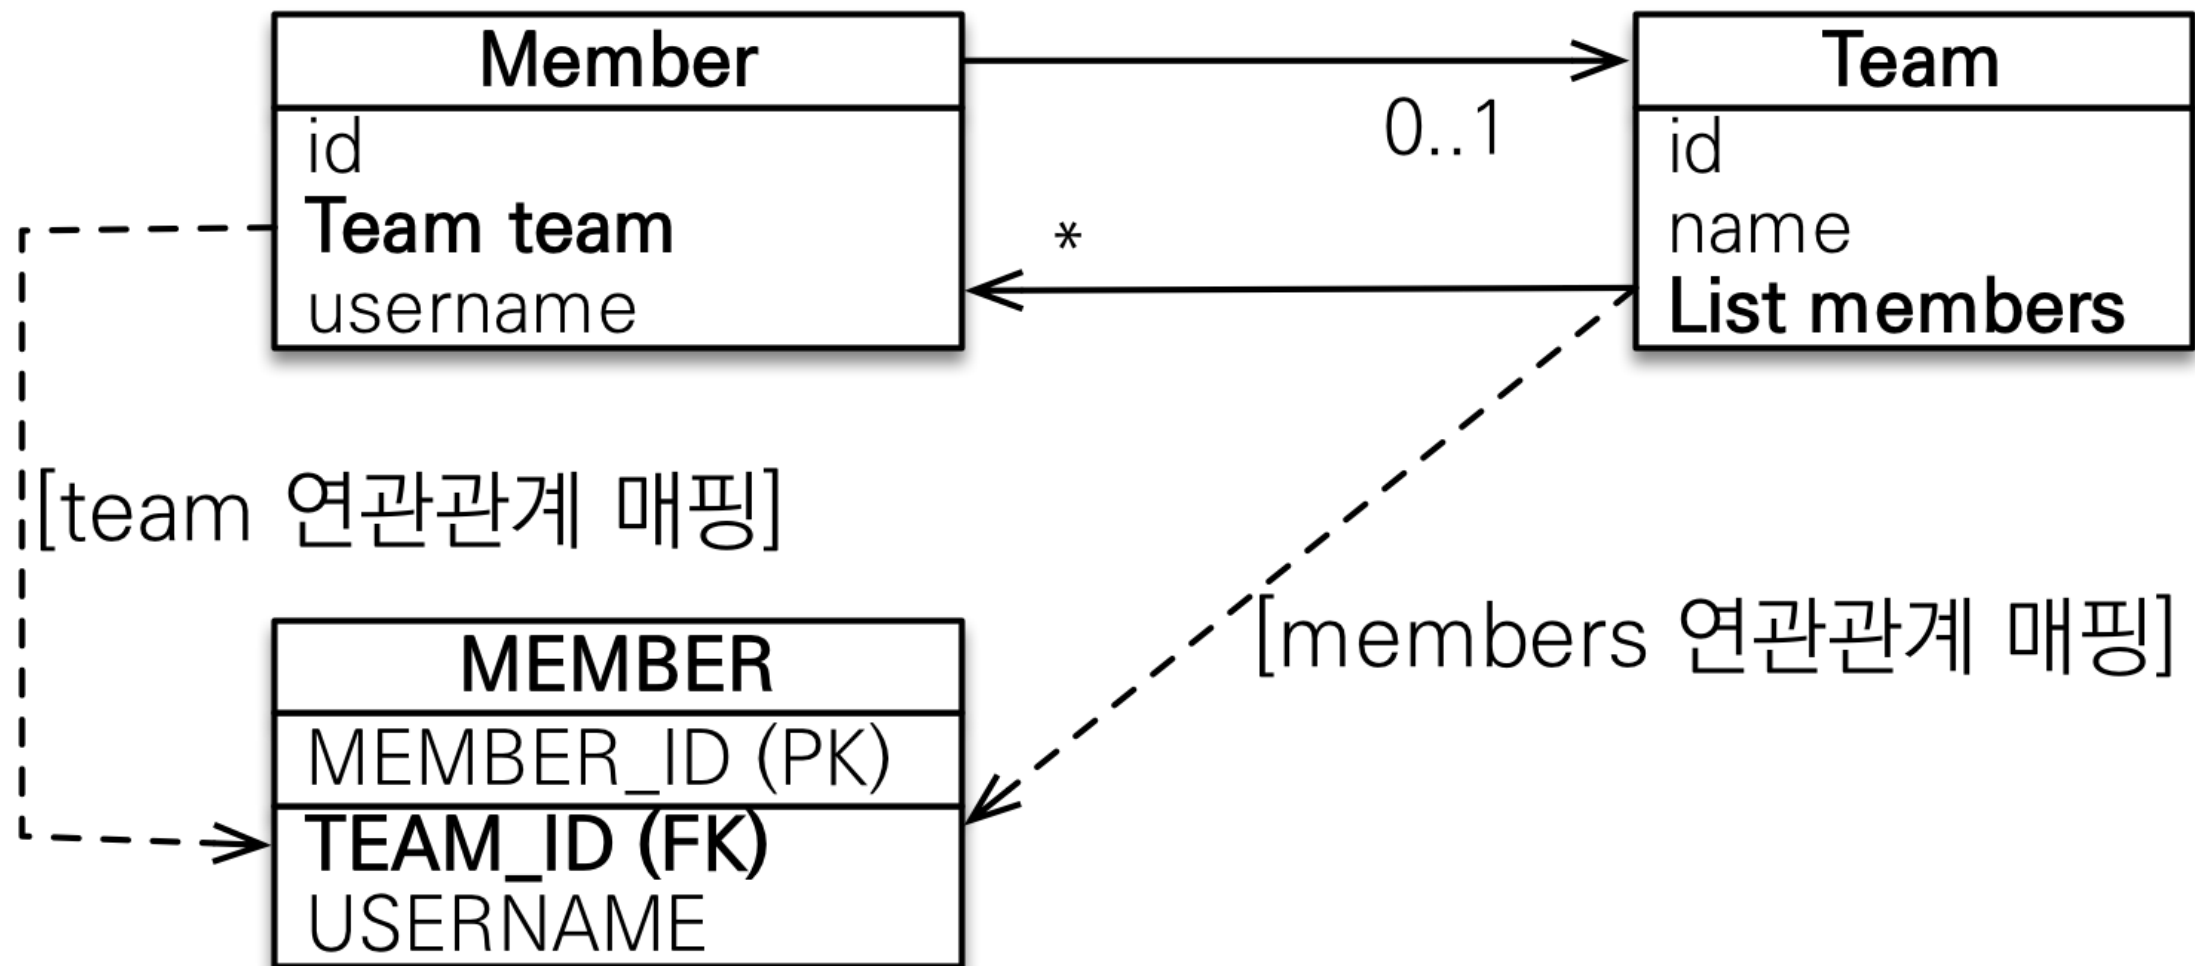 Member
id
Team team
username
0..1
*
Team
id
name
List members
[team 연관관계 매핑]
[members 연관관계 매핑]
MEMBER
MEMBER_ID (PK)
TEAM_ID (FK)
USERNAME